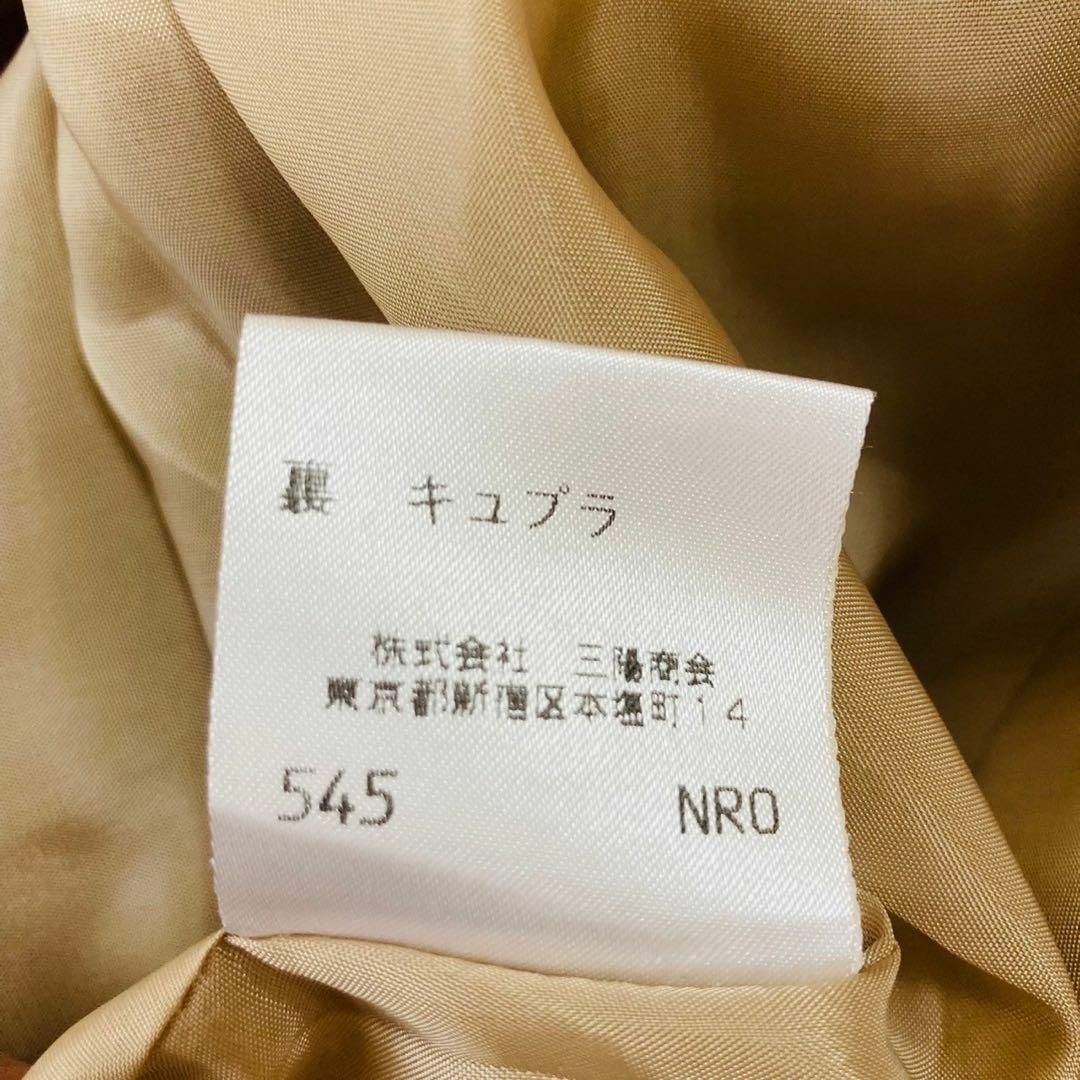 裏 キュプラ
株式会社 三陽商会
東京都新宿区本塩町14
545 NRO